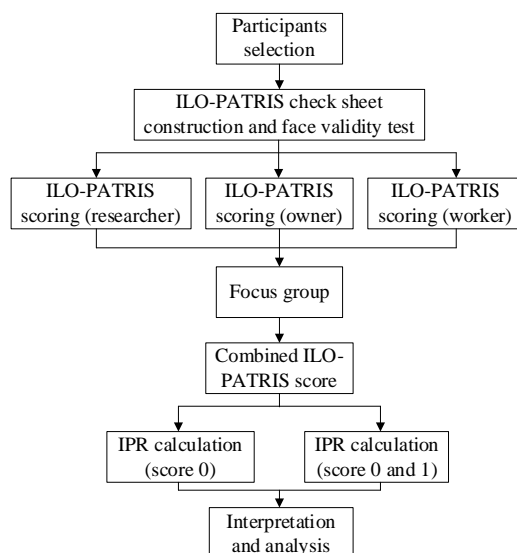 Participants
selection
ILO-PATRIS check sheet
construction and face validity test
ILO-PATRIS
scoring (researcher)
ILO-PATRIS
scoring (owner)
ILO-PATRIS
scoring (worker)
Focus group
Combined ILO-
PATRIS score
IPR calculation
(score 0)
IPR calculation
(score 0 and 1)
Interpretation
and analysis